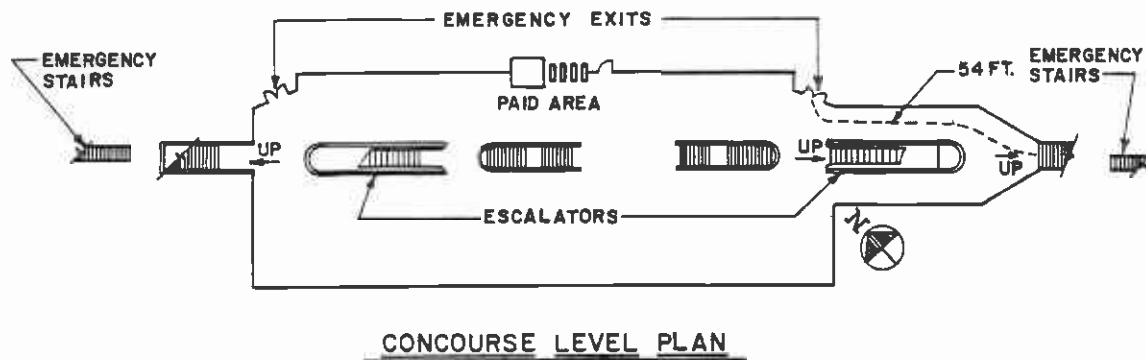 EMERGENCY EXITS
EMERGENCY
STAIRS
54 FT.
EMERGENCY
STAIRS
PAID AREA
UP
UP
UP
ESCALATORS
N
CONCOURSE LEVEL PLAN